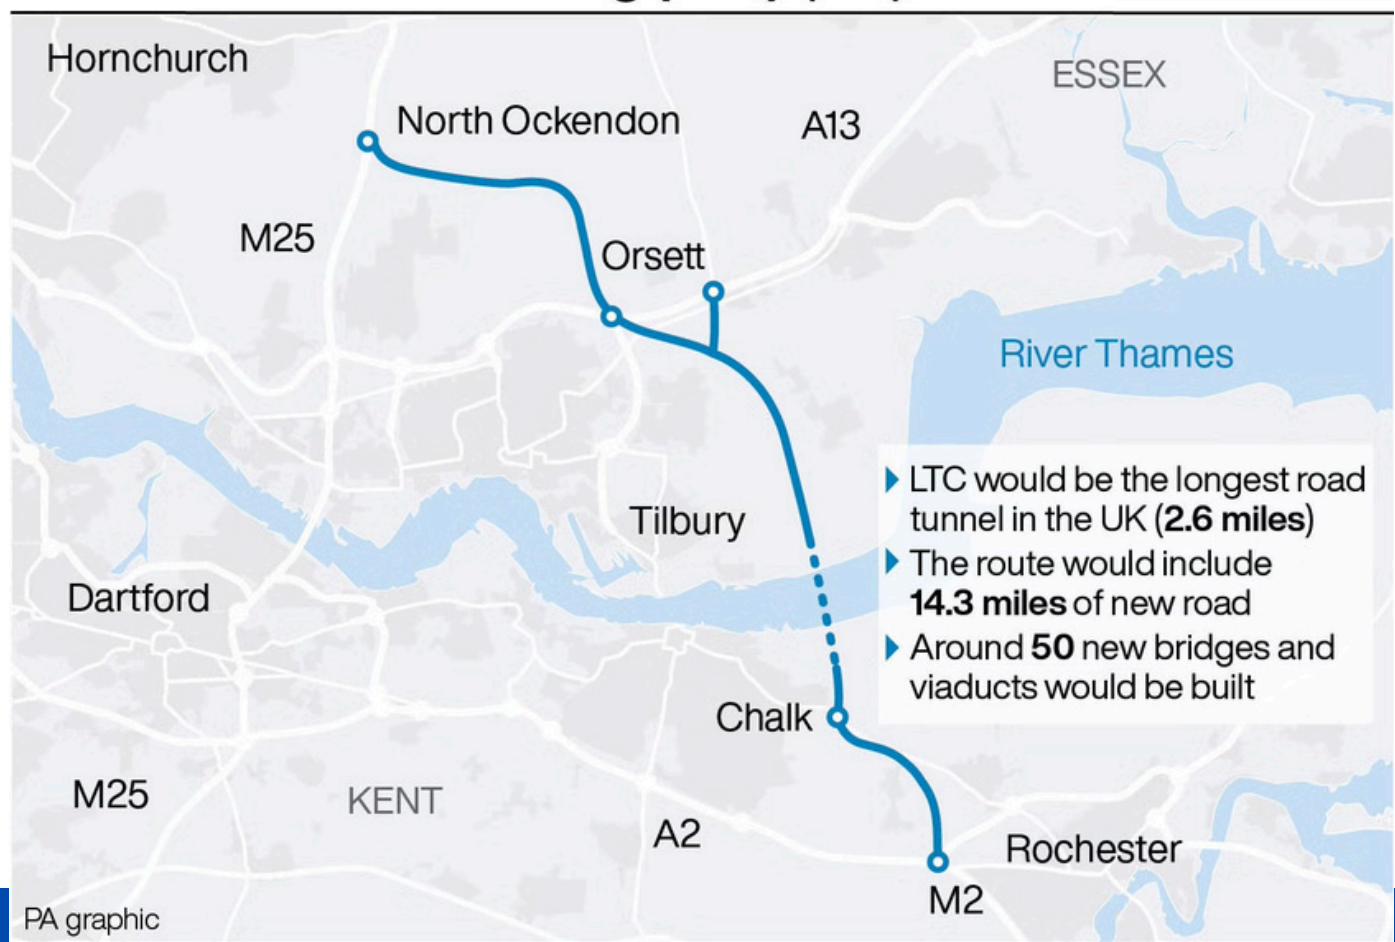 Hornchurch
ESSEX
North Ockendon
A13
M25
Orsett
River Thames
LTC would be the longest road
tunnel in the UK (2.6 miles)
The route would include
14.3 miles of new road
Around 50 new bridges and
viaducts would be built
Tilbury
Dartford
Chalk
M25
KENT
A2
Rochester
M2
PA graphic